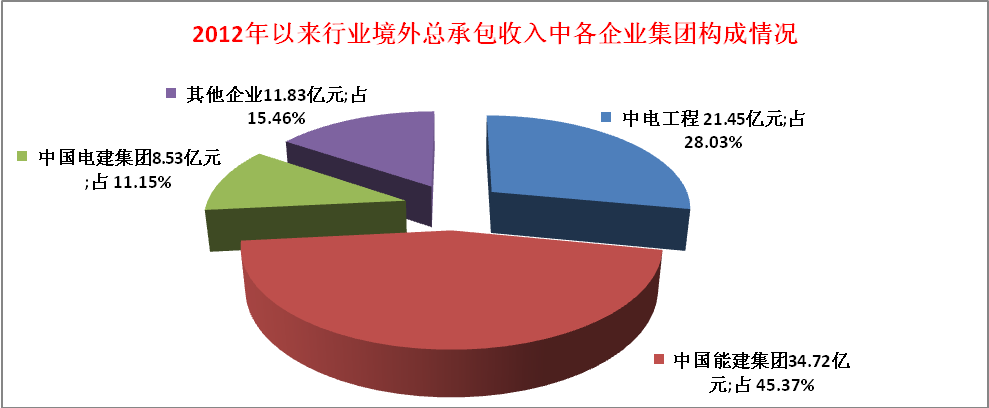 2012年以来行业境外总承包收入中各企业集团构成情况
其他企业11.83亿元;占
15.46%
中电工程 21.45亿元;占
28.03%
中国电建集团8.53亿元
;占 11.15%
中国能建集团34.72亿
元;占 45.37%